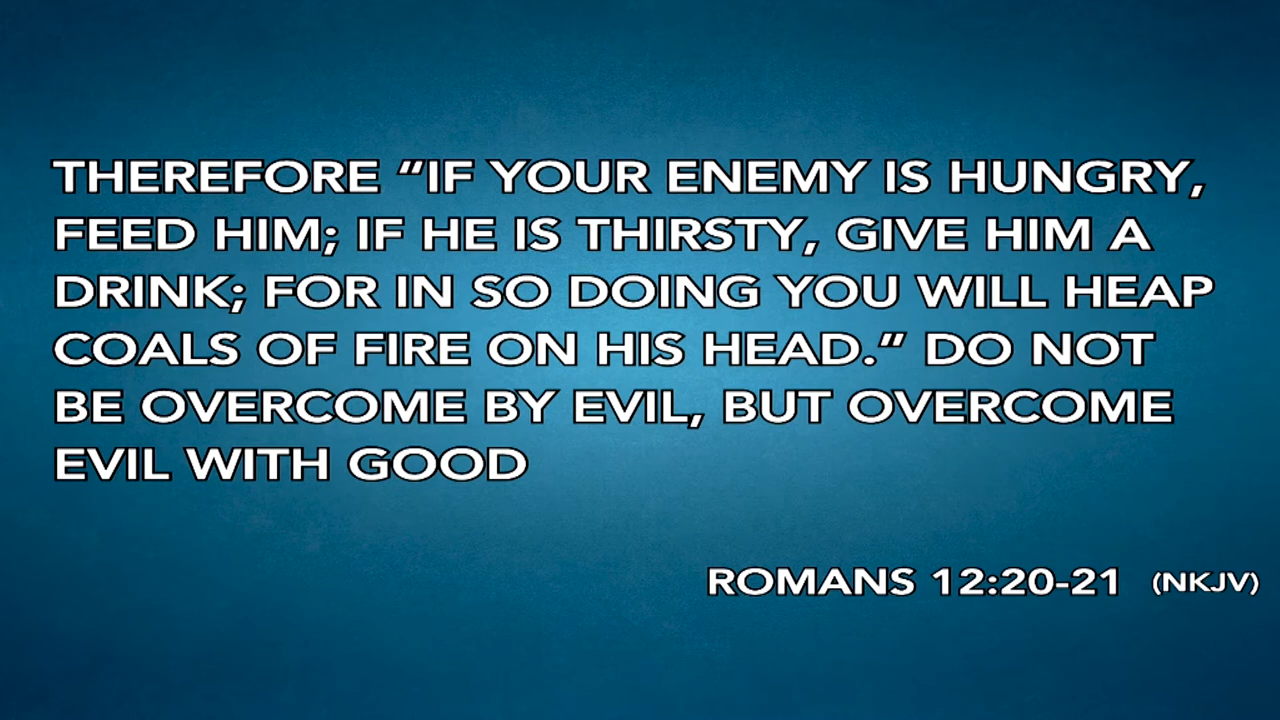 THEREFORE “IF YOUR ENEMY IS HUNGRY,
FEED HIM; IF HE IS THIRSTY, GIVE HIM A
DRINK; FOR IN SO DOING YOU WILL HEAP
COALS OF FIRE ON HIS HEAD.” DO NOT
BE OVERCOME BY EVIL, BUT OVERCOME
EVIL WITH GOOD
ROMANS 12:20-21 (NKJV)